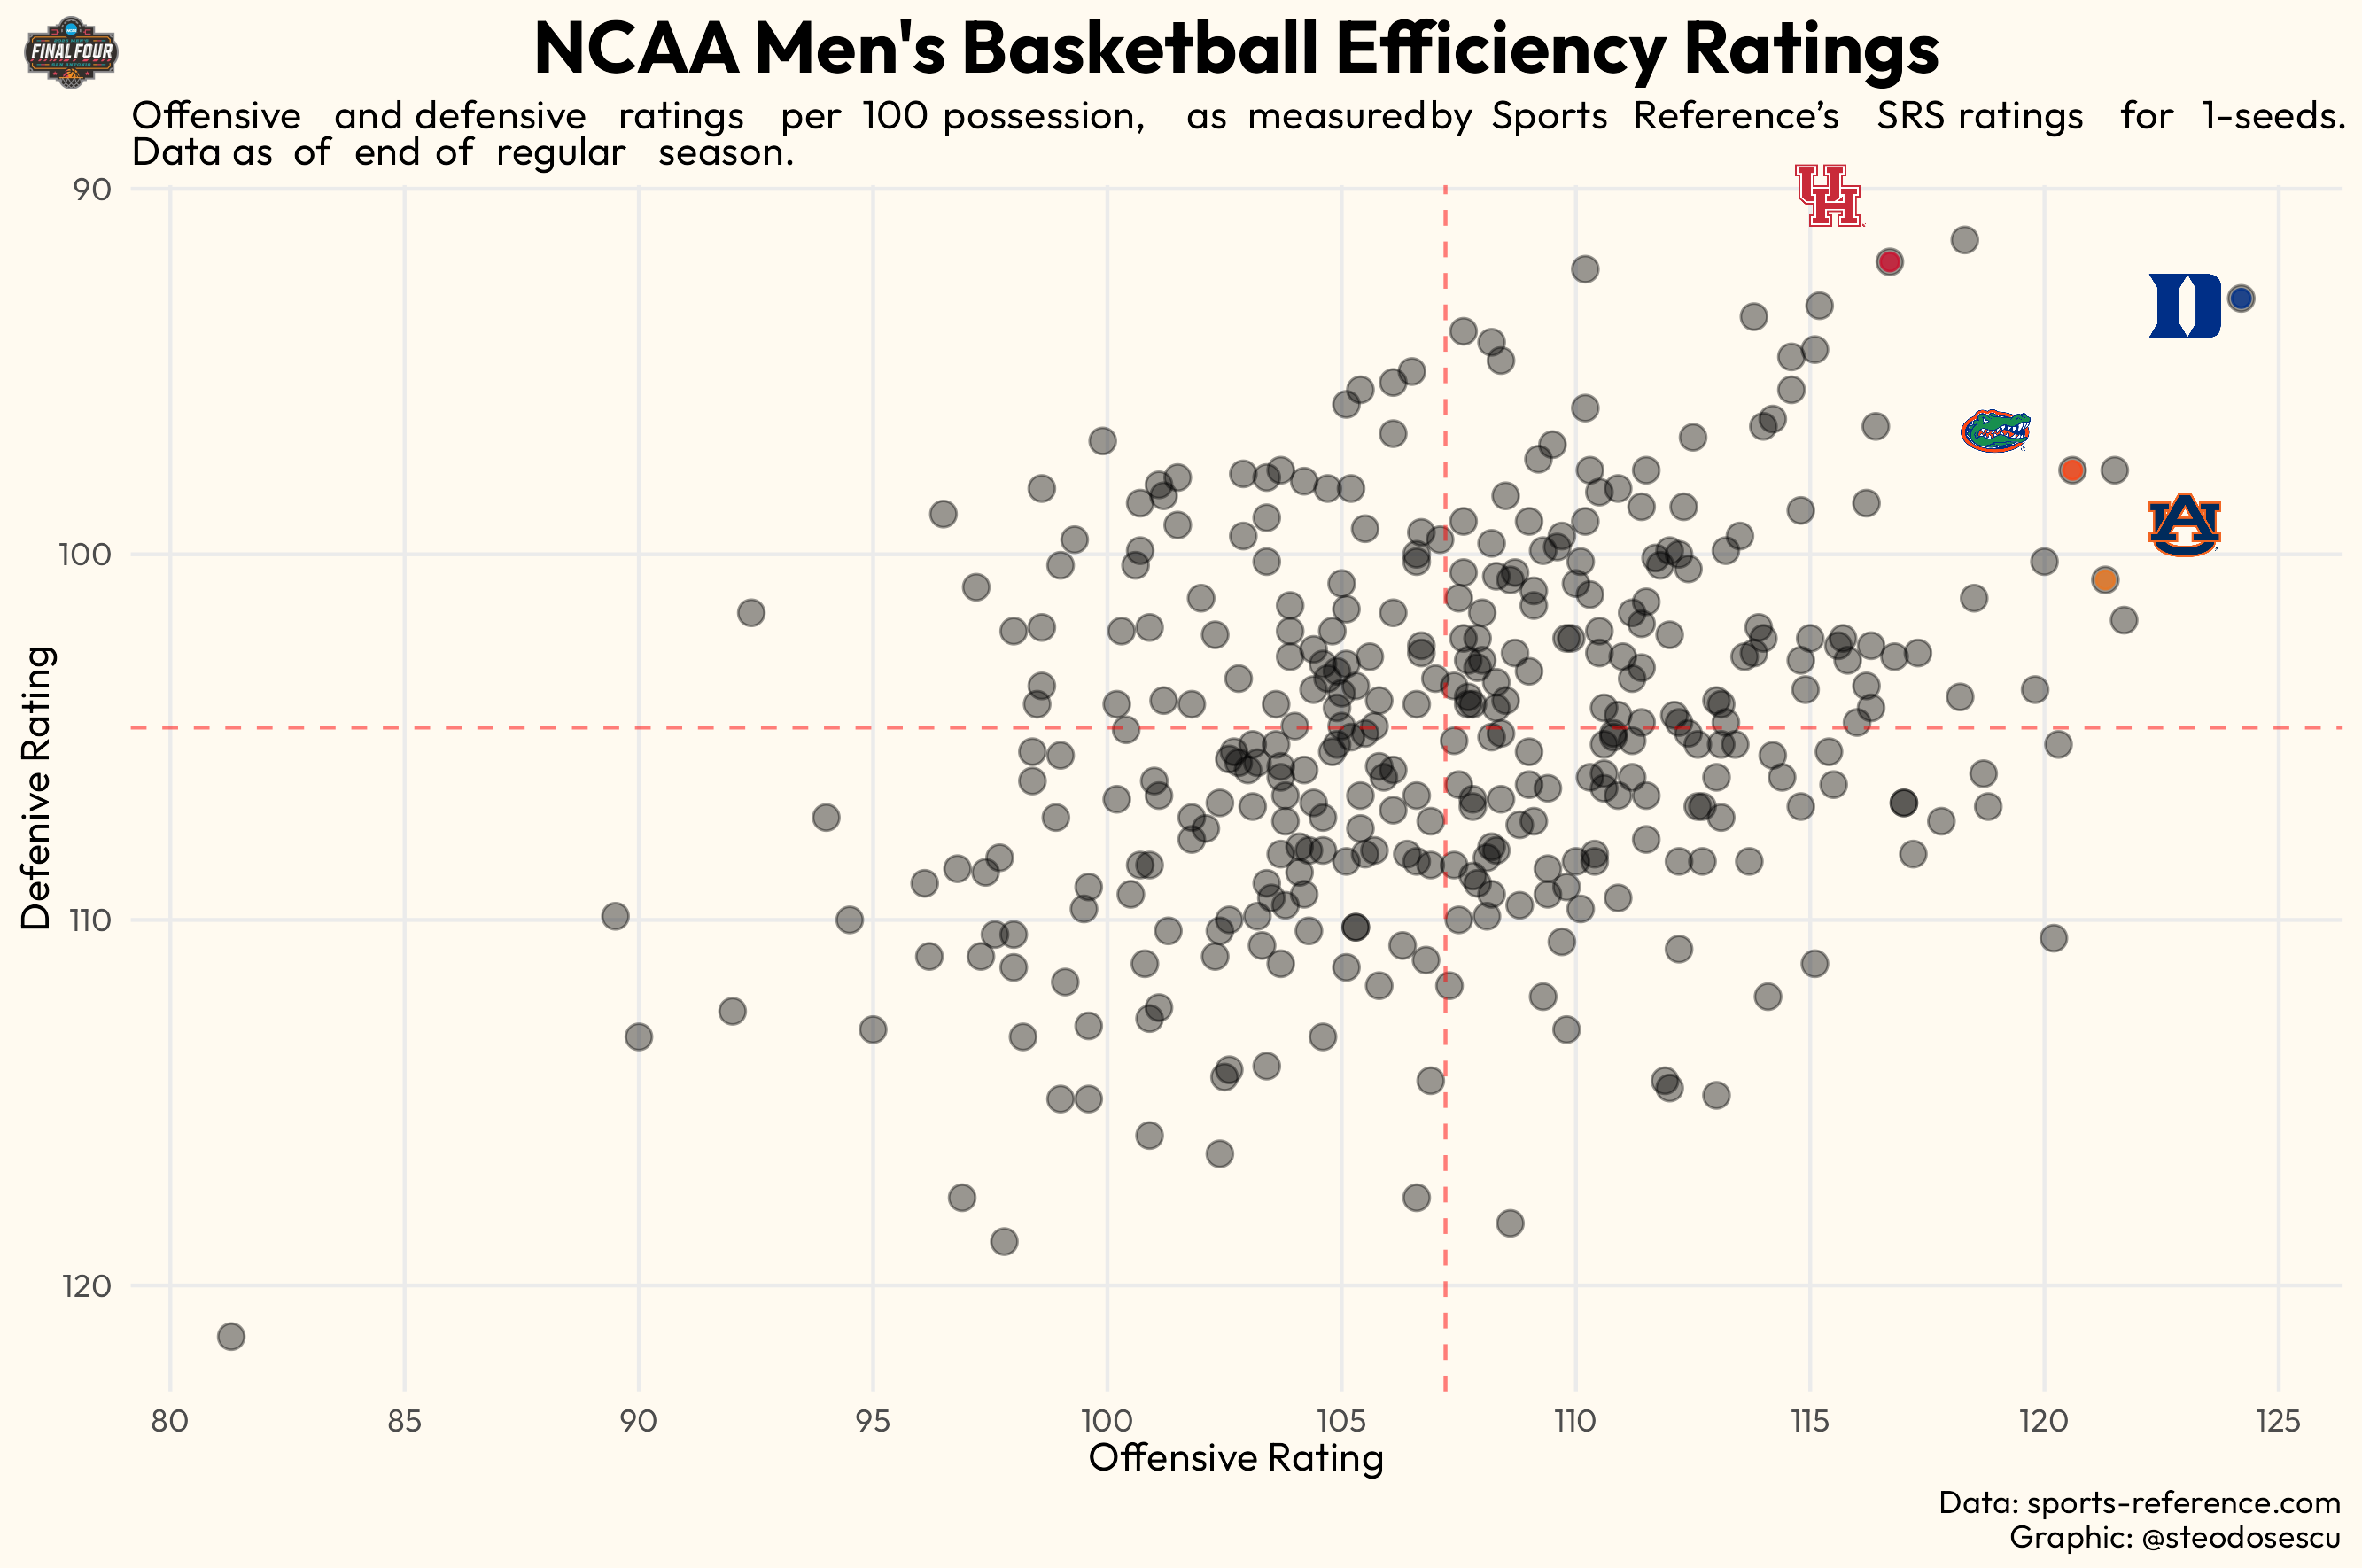 FINAL FOUR
NCAA Men's Basketball Efficiency Ratings
Offensive and defensive ratings per 100 possession, as measuredby Sports Reference’s SRS ratings for 1-seeds.
Data as of end of regular season.
90
100
110
120
Defenive Rating
80 85 90 95 100 105 110 115 120 125
Offensive Rating
Data: sports-reference.com
Graphic: @steodosescu